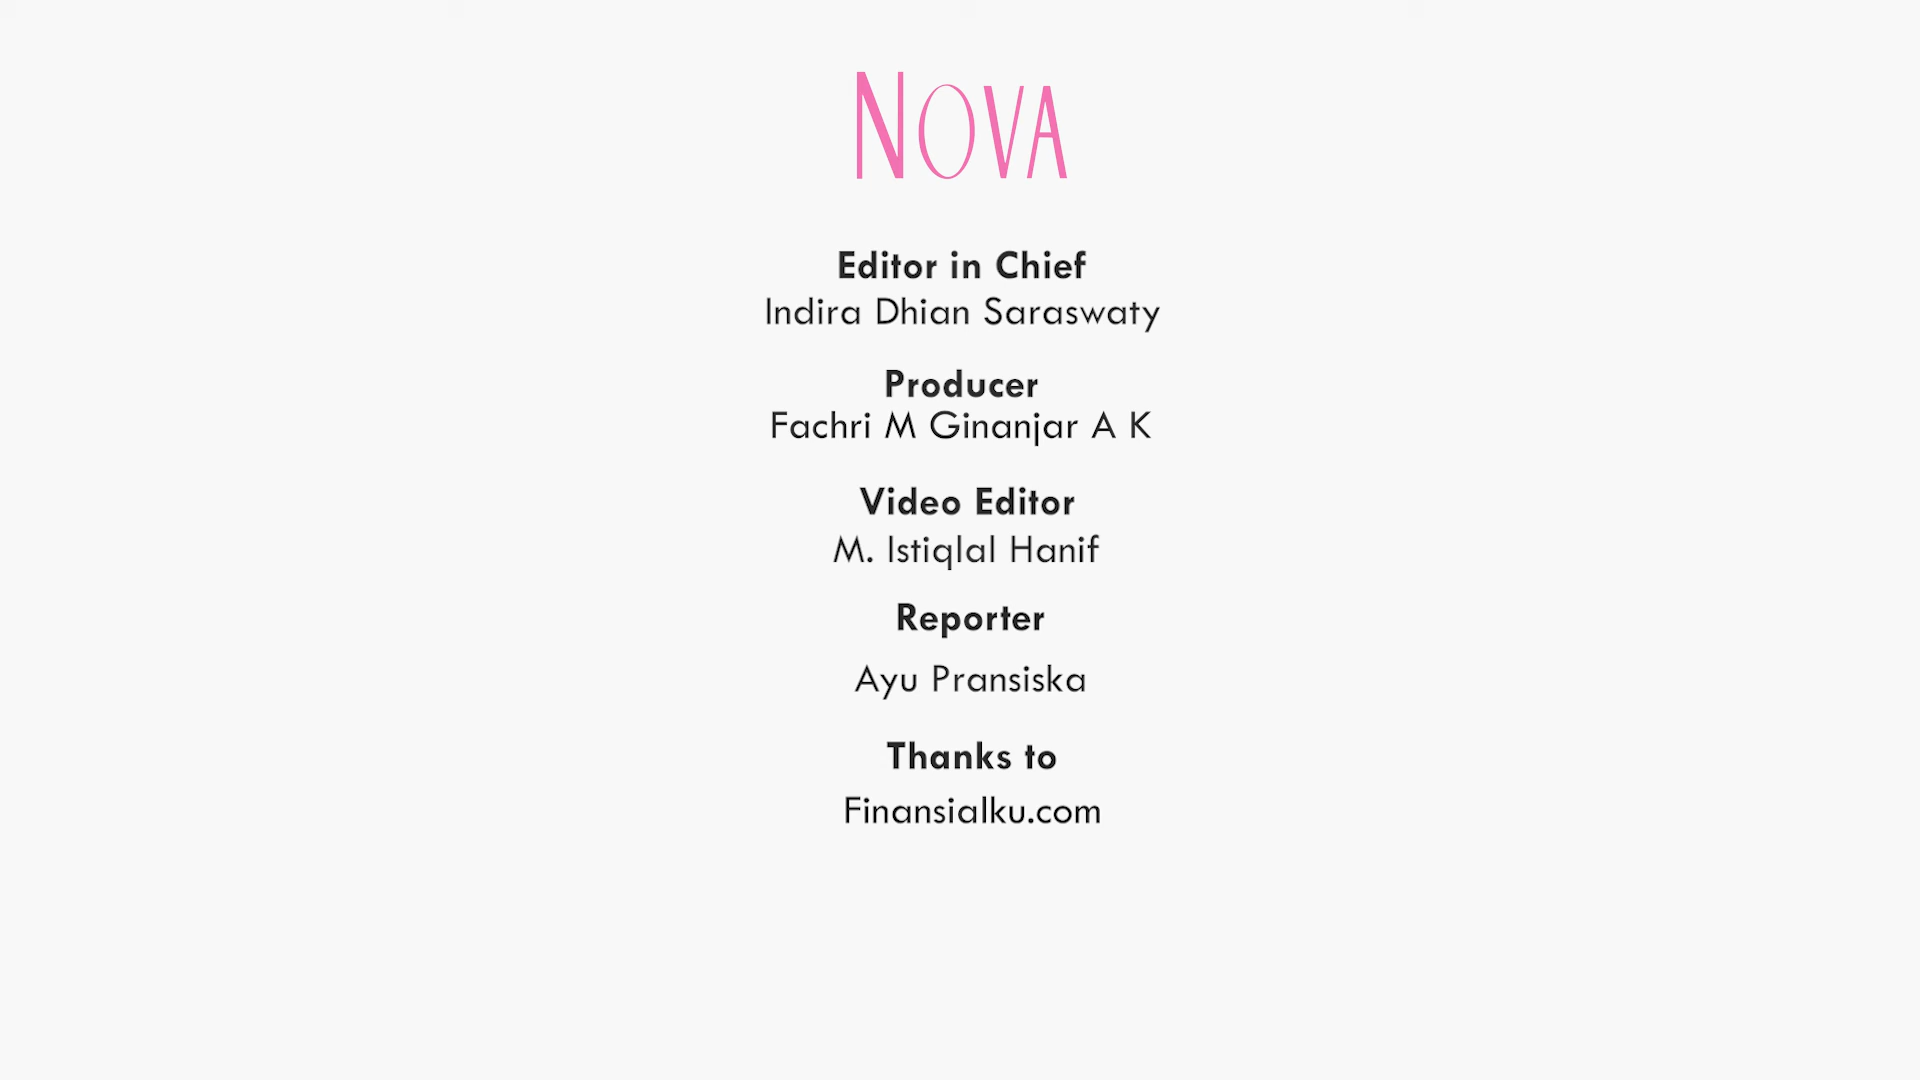 Nova
Editor in Chief
Indira Dhian Saraswaty
Producer
Fachri M Ginanjar A K
Video Editor
M. Istiqlal Hanif
Reporter
Ayu Pransiska
Thanks to
Finansialku.com